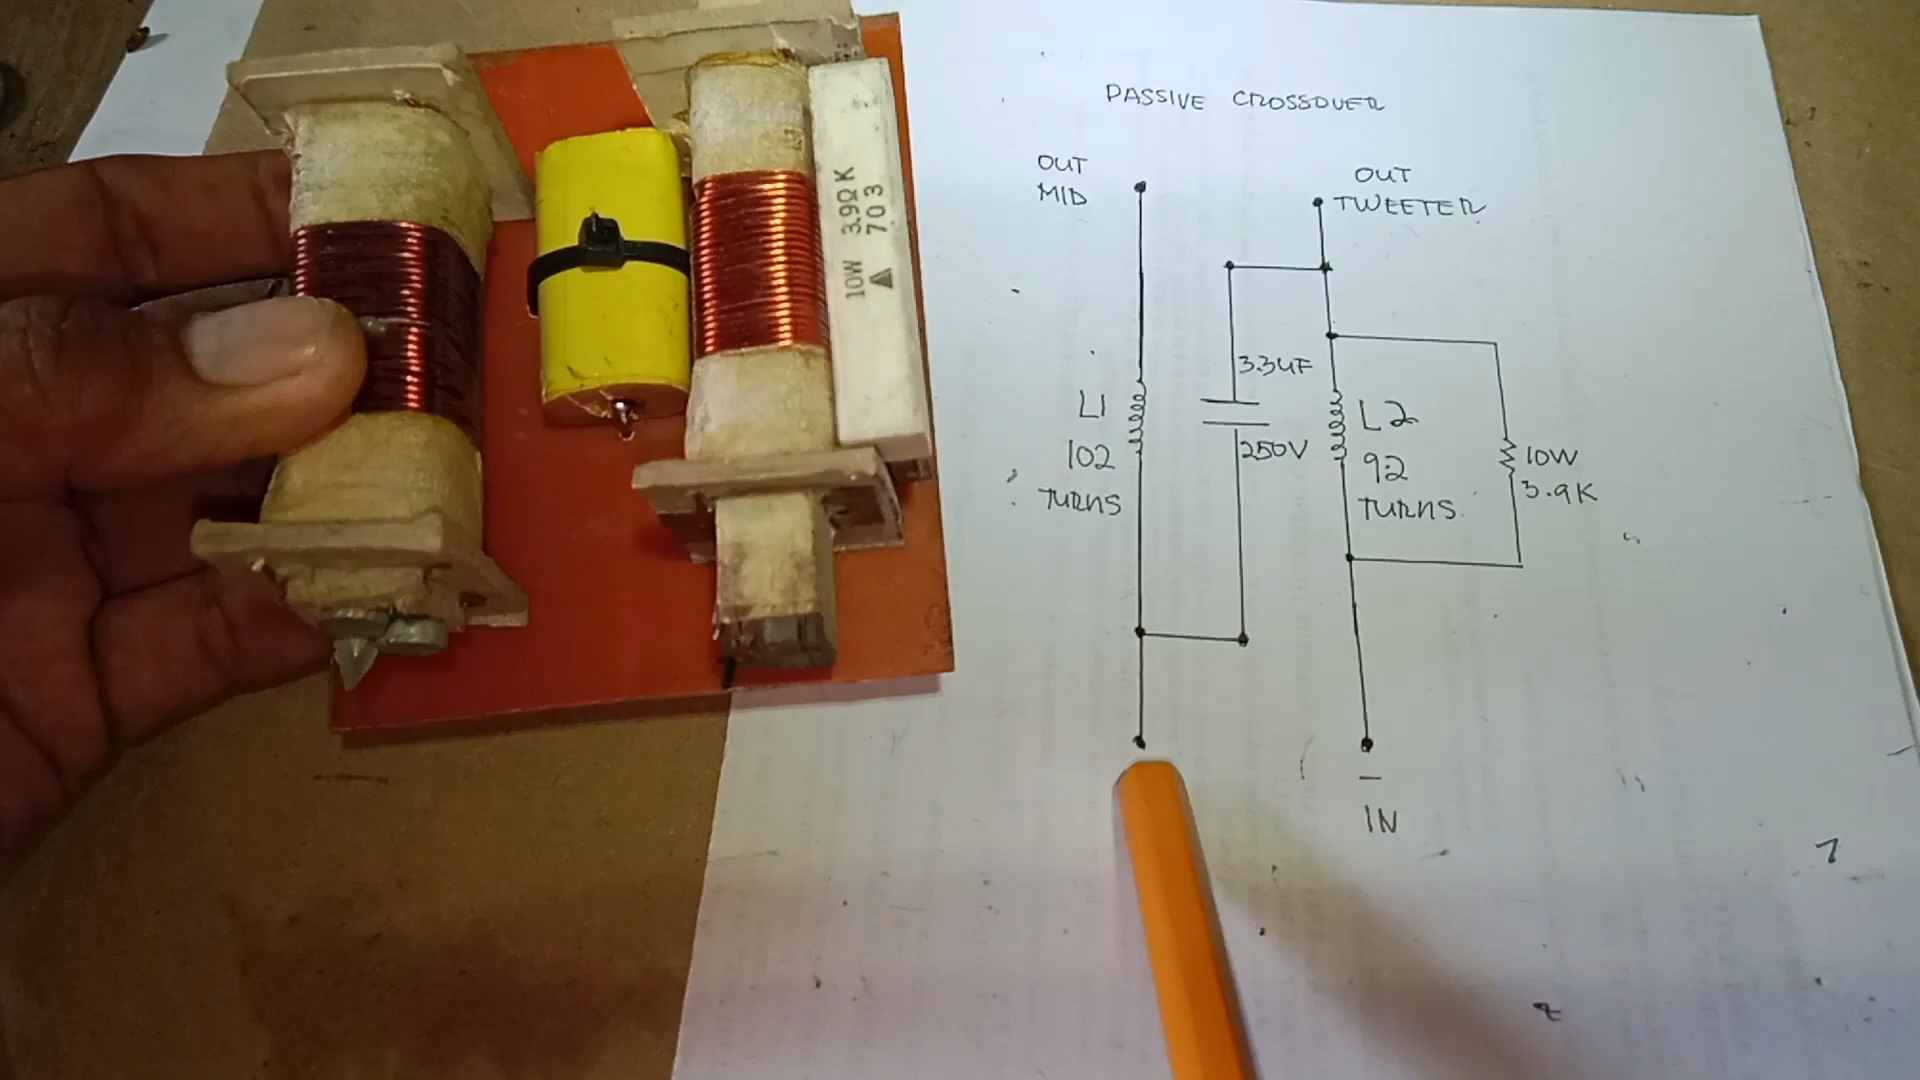 10W 3.9Ω K
703
PASSIVE CROSSOVER
OUT
MID
OUT
TWEETER
3.3UF
250V
L1
102
TURNS
L2
92
TURNS.
10W
3.9K
–
IN